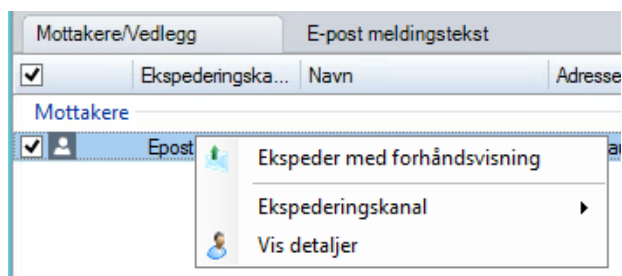 Mottakere/Vedlegg E-post meldingstekst
Ekspederingska... Navn Adresse
Mottakere
Epost
Ekspeder med forhåndsvisning
Ekspederingskanal
Vis detaljer